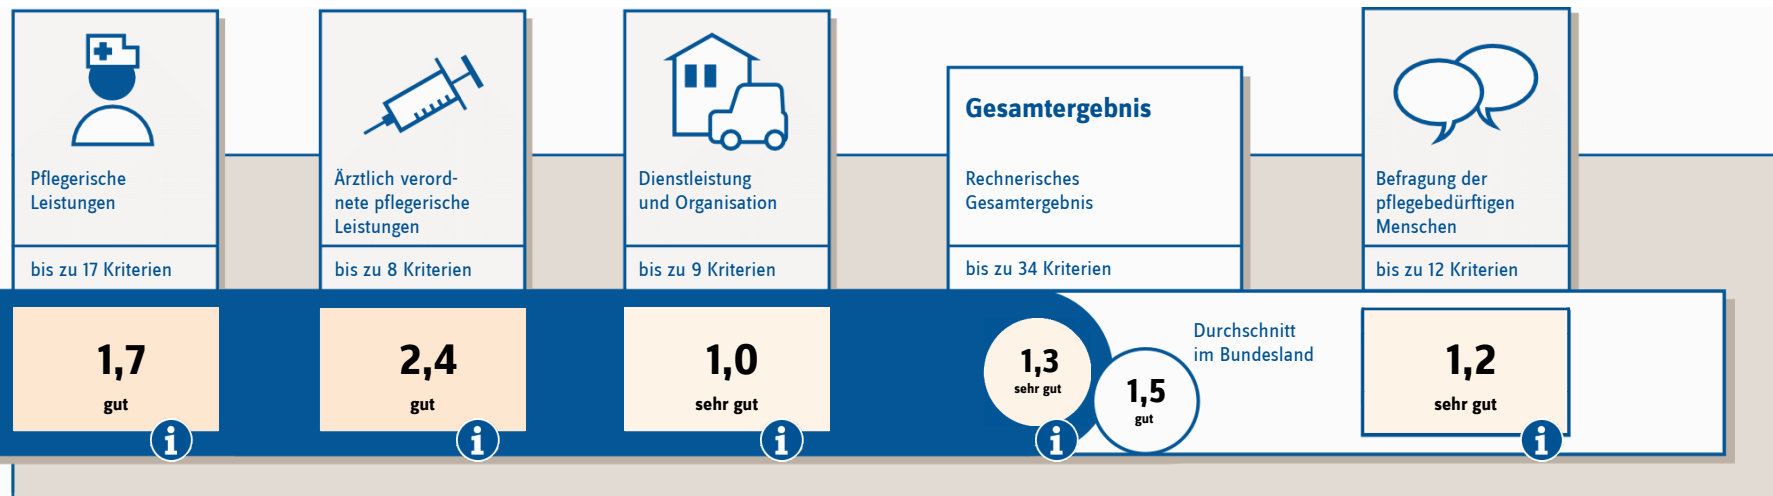 Pflegerische
Leistungen
bis zu 17 Kriterien
1,7
gut
i
Ärztlich verord-
nete pflegerische
Leistungen
bis zu 8 Kriterien
2,4
gut
i
Dienstleistung
und Organisation
bis zu 9 Kriterien
1,0
sehr gut
i
Gesamtergebnis
Rechnerisches
Gesamtergebnis
bis zu 34 Kriterien
1,3
sehr gut
i
1,5
gut
Durchschnitt
im Bundesland
Befragung der
pflegebedürftigen
Menschen
bis zu 12 Kriterien
1,2
sehr gut
i